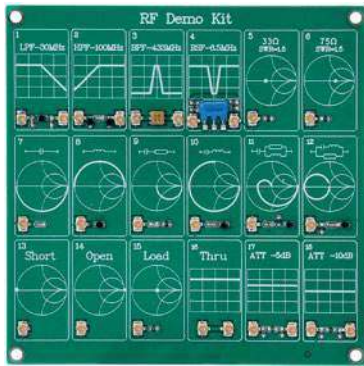 RF Demo Kit
1 2 3 4 5 6
LPF-30MHz HPF-100MHz BPF-433MHz BSF-6.5MHz 33Ω 75Ω
SWR=1.5 SWR=1.5
7 8 9 10 11 12
13 14 15 16 17 18
Short Open Load Thru ATT -3dB ATT -10dB